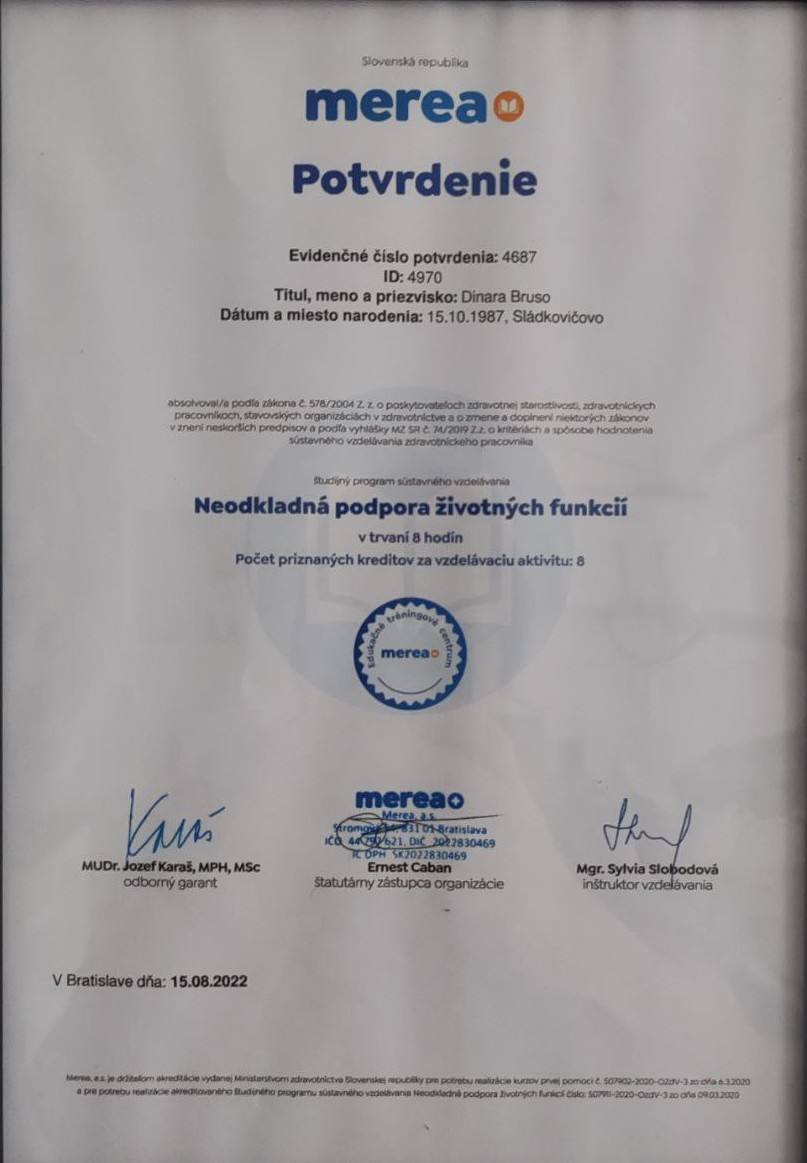 Slovenská republika
merea
Potvrdenie
Evidenčné číslo potvrdenia: 4687
ID: 4970
Titul, meno a priezvisko: Dinara Bruso
Dátum a miesto narodenia: 15.10.1987, Sládkovičovo
absolvoval/a podľa zákona č. 578/2004 Z. z. o poskytovateľoch zdravotnej starostlivosti, zdravotníckych
pracovníkoch, stavovských organizáciách v zdravotníctve a o zmene a doplnení niektorých zákonov
v znení neskorších predpisov a podľa vyhlášky MZ SR č. 74/2019 Z.z. o kritériách a spôsobe hodnotenia
sústavného vzdelávania zdravotníckeho pracovníka
študijný program sústavného vzdelávania
Neodkladná podpora životných funkcií
v trvaní 8 hodín
Počet priznaných kreditov za vzdelávaciu aktivitu: 8
Edukačné tréningové centrum
merea
Karaš
merea
Merea, a.s.
831 01 Bratislava
IČO DIČ 2022830469
IČ DPH SK2022830469
MUDr. Jozef Karaš, MPH, MSc
odborný garant
Ernest Caban
štatutárny zástupca organizácie
Mgr. Sylvia Slobodová
inštruktor vzdelávania
V Bratislave dňa: 15.08.2022
Merea, a.s. je držiteľom akreditácie vydanej Ministerstvom zdravotníctva Slovenskej republiky pre potrebu realizácie kurzov prvej pomoci č. S07902-2020-OZdV-3 zo dňa 6.3.2020
a pre potrebu realizácie akreditovaného študijného programu sústavného vzdelávania Neodkladná podpora životných funkcií číslo: S07911-2020-OzdV-3 zo dňa 09.03.2020